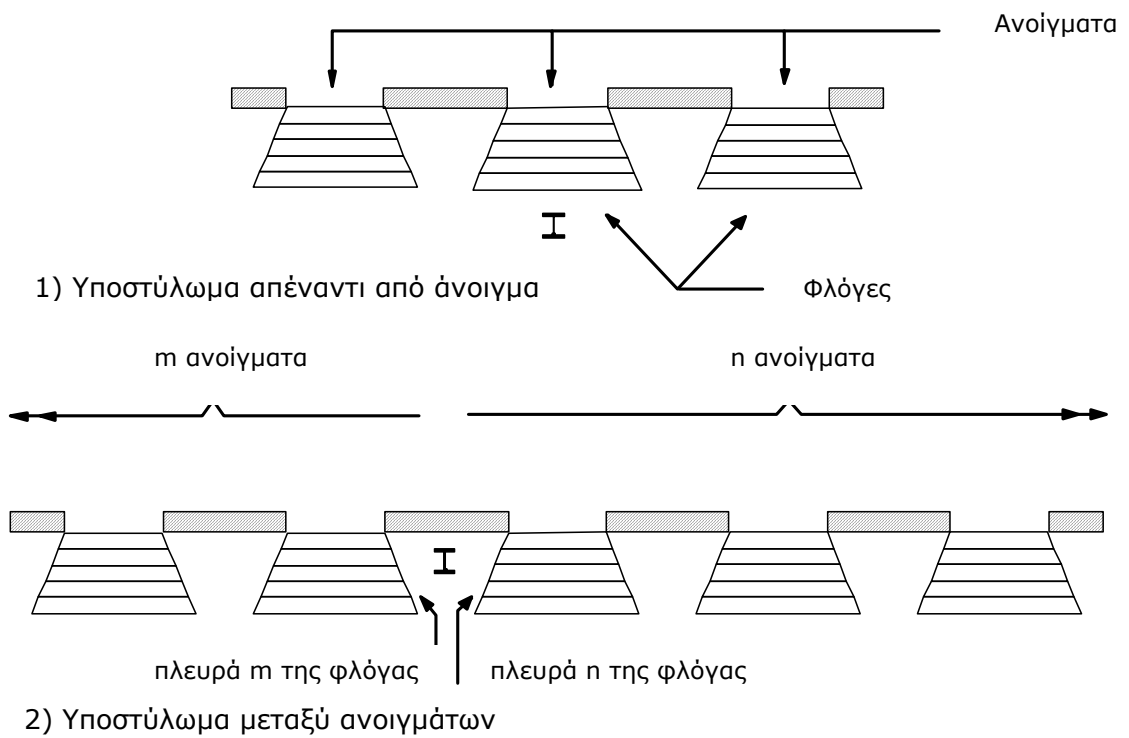 Ανοίγματα
1) Υποστύλωμα απέναντι από άνοιγμα
Φλόγες
m ανοίγματα
n ανοίγματα
πλευρά m της φλόγας
πλευρά n της φλόγας
2) Υποστύλωμα μεταξύ ανοιγμάτων